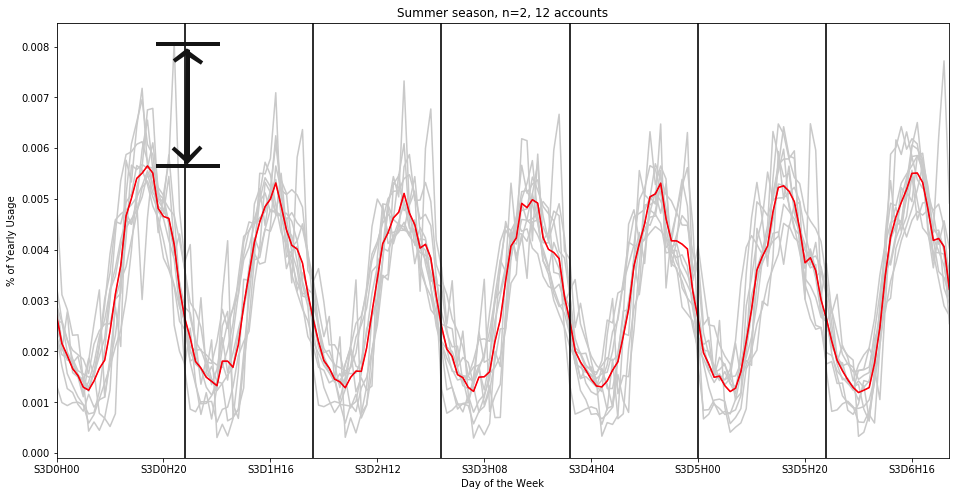 Summer season, n=2, 12 accounts
% of Yearly Usage
0.008
0.007
0.006
0.005
0.004
0.003
0.002
0.001
0.000
S3D0H00 S3D0H20 S3D1H16 S3D2H12 S3D3H08 S3D4H04 S3D5H00 S3D5H20 S3D6H16
Day of the Week